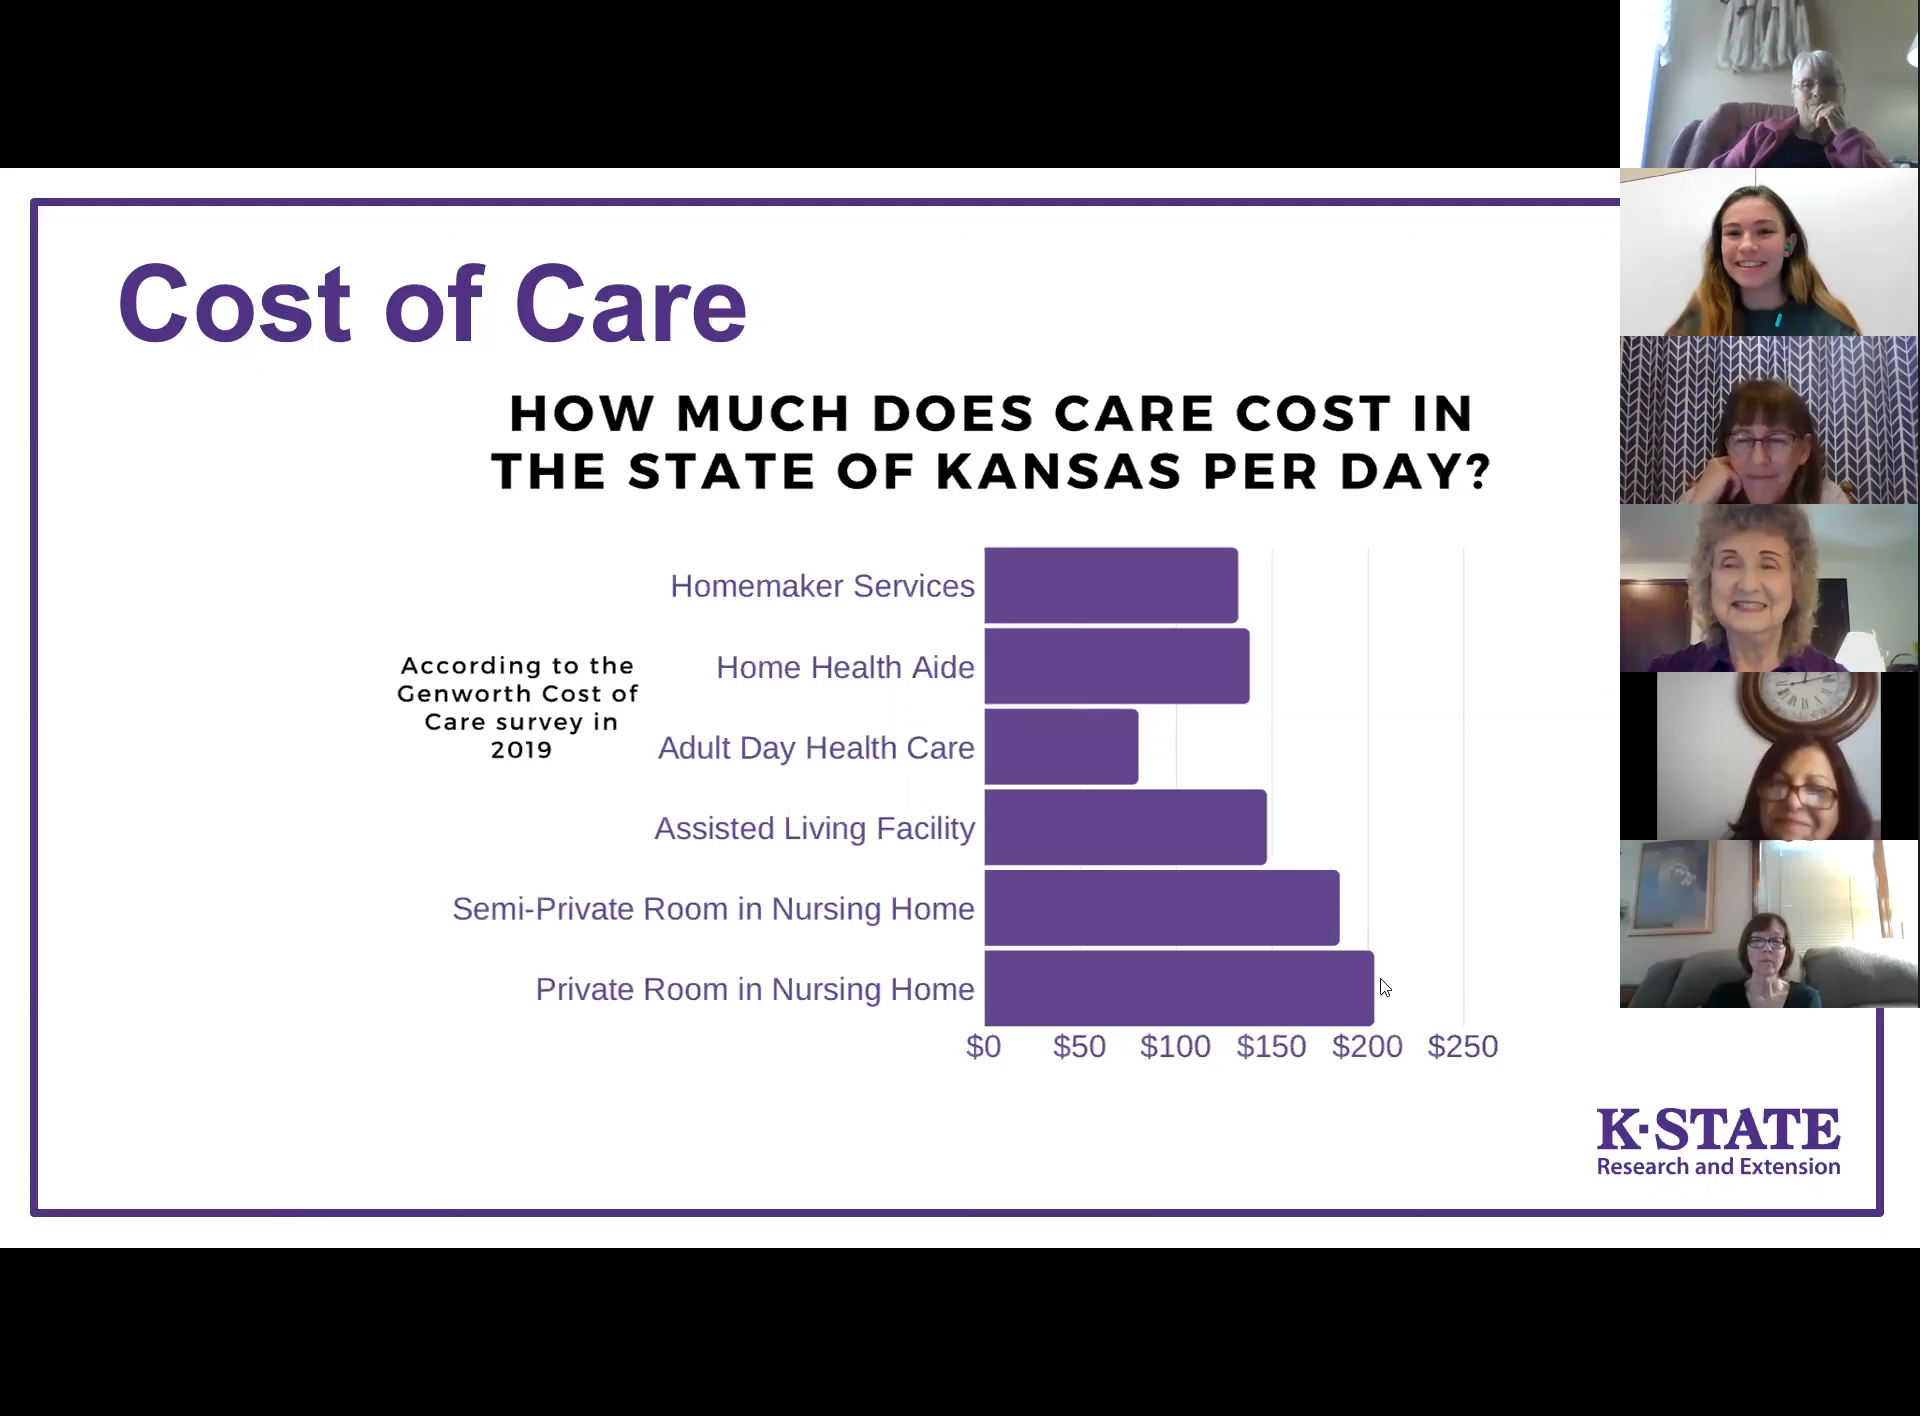 Cost of Care
HOW MUCH DOES CARE COST IN
THE STATE OF KANSAS PER DAY?
According to the
Genworth Cost of
Care survey in
2019
Homemaker Services
Home Health Aide
Adult Day Health Care
Assisted Living Facility
Semi-Private Room in Nursing Home
Private Room in Nursing Home
$0 $50 $100 $150 $200 $250
K·STATE
Research and Extension